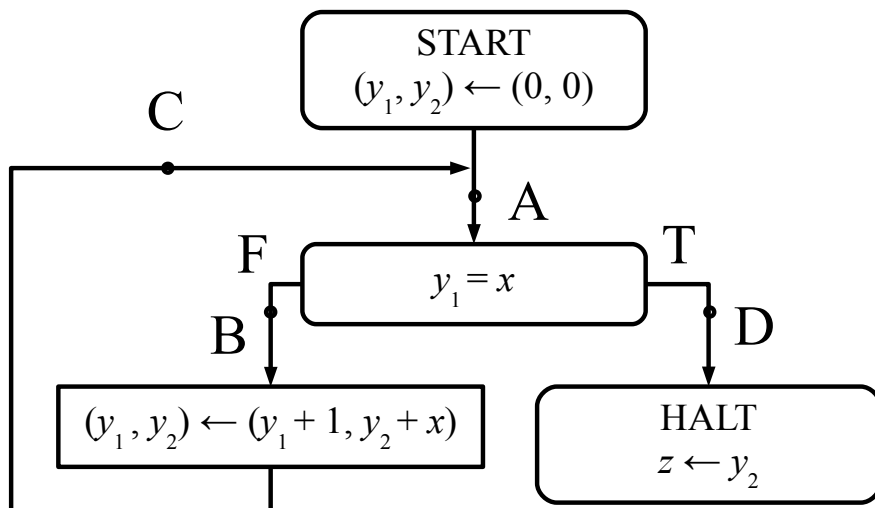 START
(y₁, y₂) ← (0, 0)
C
A
F
T
y₁ = x
B
D
(y₁, y₂) ← (y₁ + 1, y₂ + x)
HALT
z ← y₂